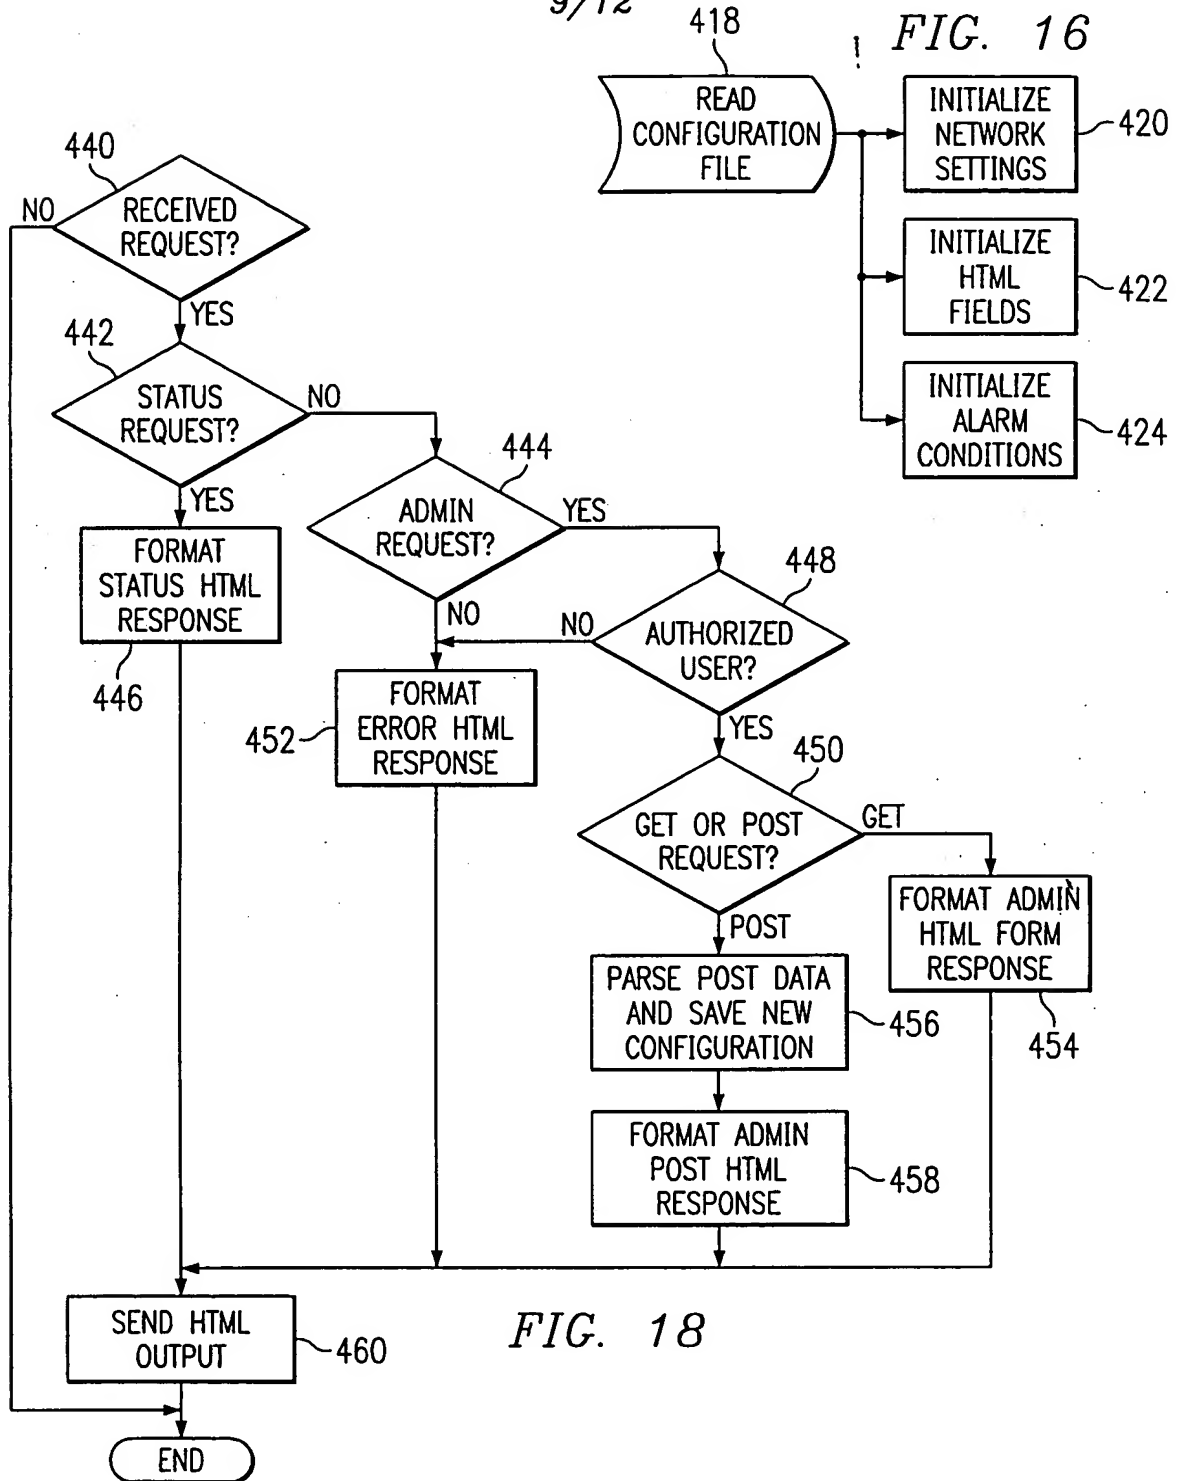 9/12
418
FIG. 16
READ
CONFIGURATION
FILE
INITIALIZE
NETWORK
SETTINGS
420
INITIALIZE
HTML
FIELDS
422
INITIALIZE
ALARM
CONDITIONS
424
440
NO
RECEIVED
REQUEST?
YES
442
STATUS
REQUEST?
NO
YES
444
ADMIN
REQUEST?
YES
NO
FORMAT
STATUS HTML
RESPONSE
446
448
AUTHORIZED
USER?
NO
YES
FORMAT
ERROR HTML
RESPONSE
452
450
GET OR POST
REQUEST?
GET
POST
FORMAT ADMIN
HTML FORM
RESPONSE
454
PARSE POST DATA
AND SAVE NEW
CONFIGURATION
456
FORMAT ADMIN
POST HTML
RESPONSE
458
SEND HTML
OUTPUT
460
FIG. 18
END